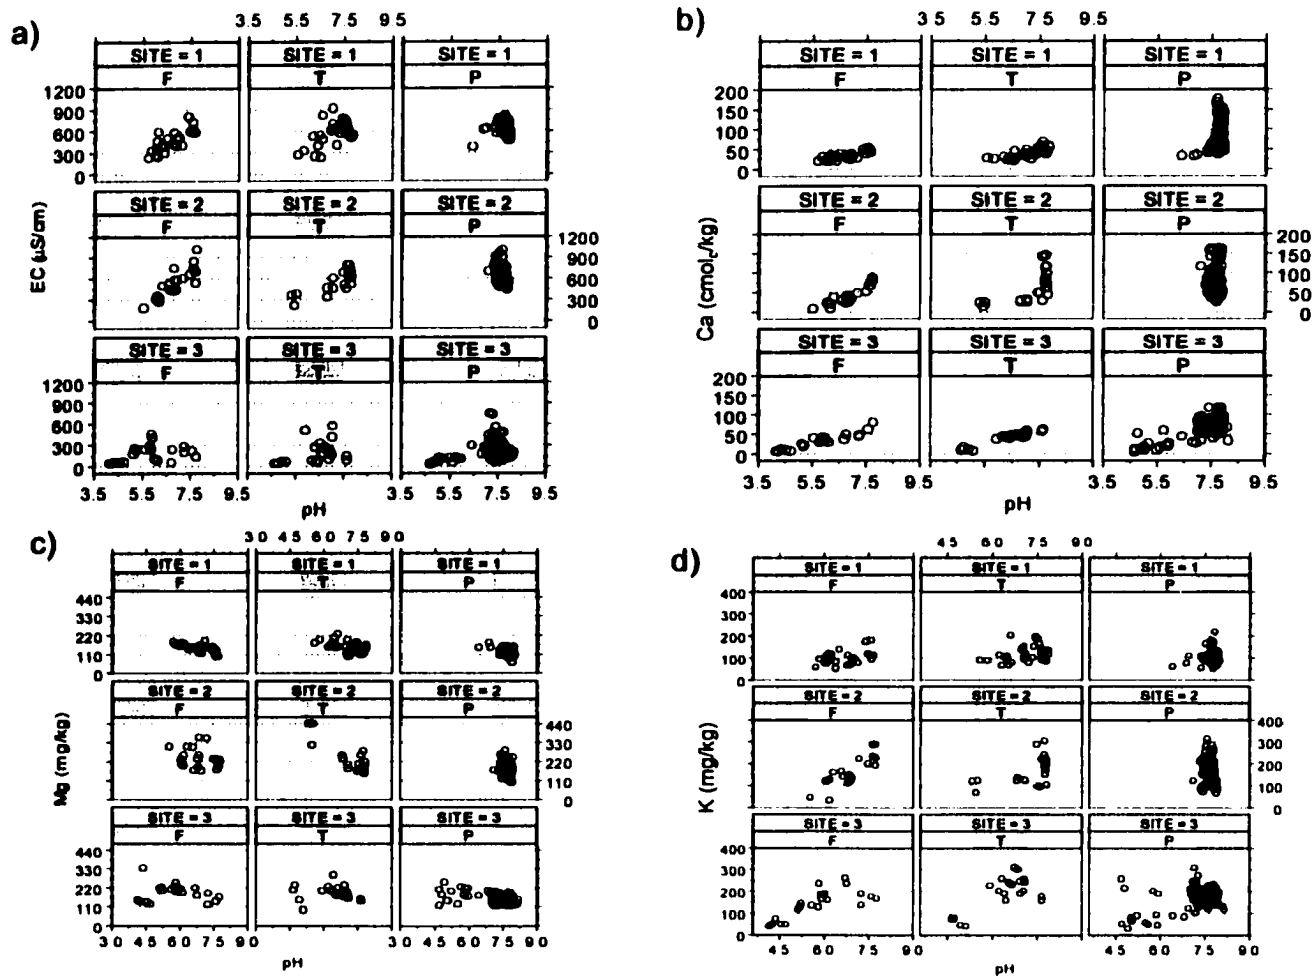 a)
3.5 5.5 7.5 9.5
SITE = 1 SITE = 1 SITE = 1
F T P
1200
900
600
300
0
EC (µS/cm)
SITE = 2 SITE = 2 SITE = 2
F T P
1200
900
600
300
0
SITE = 3 SITE = 3 SITE = 3
F T P
1200
900
600
300
0
3.5 5.5 7.5 9.5 3.5 5.5 7.5 9.5
pH
b)
3.5 5.5 7.5 9.5
SITE = 1 SITE = 1 SITE = 1
F T P
200
150
100
50
0
Ca (cmolc/kg)
SITE = 2 SITE = 2 SITE = 2
F T P
200
150
100
50
0
SITE = 3 SITE = 3 SITE = 3
F T P
200
150
100
50
0
3.5 5.5 7.5 9.5 3.5 5.5 7.5 9.5
pH
c)
3 0 4 5 6 0 7 5 9 0
SITE = 1 SITE = 1 SITE = 1
F T P
440
330
220
110
0
Mg (mg/kg)
SITE = 2 SITE = 2 SITE = 2
F T P
440
330
220
110
0
SITE = 3 SITE = 3 SITE = 3
F T P
440
330
220
110
0
3 0 4 5 6 0 7 5 3 0 4 5 6 0 7 5 9 0
pH
d)
4 5 6 0 7 5 9 0
SITE = 1 SITE = 1 SITE = 1
F T P
400
300
200
100
0
K (mg/kg)
SITE = 2 SITE = 2 SITE = 2
F T P
400
300
200
100
0
SITE = 3 SITE = 3 SITE = 3
F T P
400
300
200
100
0
4 5 6 0 7 5 9 0 4 5 6 0 7 5 9 0
pH